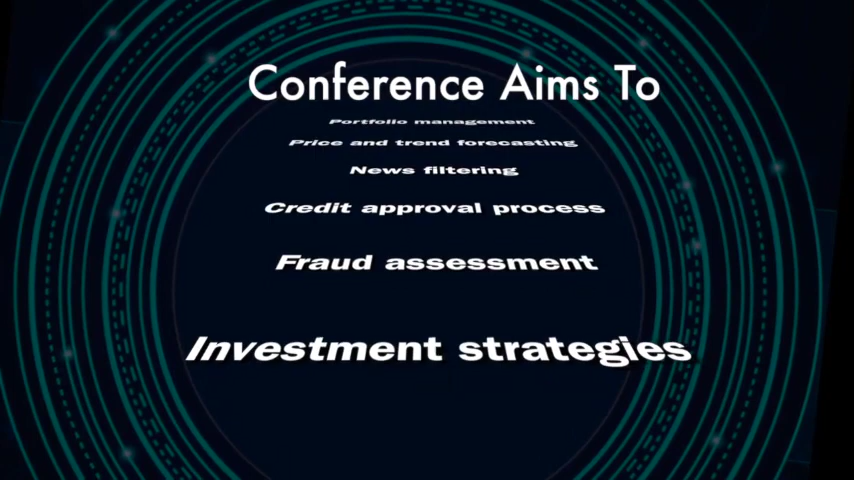 Conference Aims To
Portfolio management
Price and trend forecasting
News filtering
Credit approval process
Fraud assessment
Investment strategies